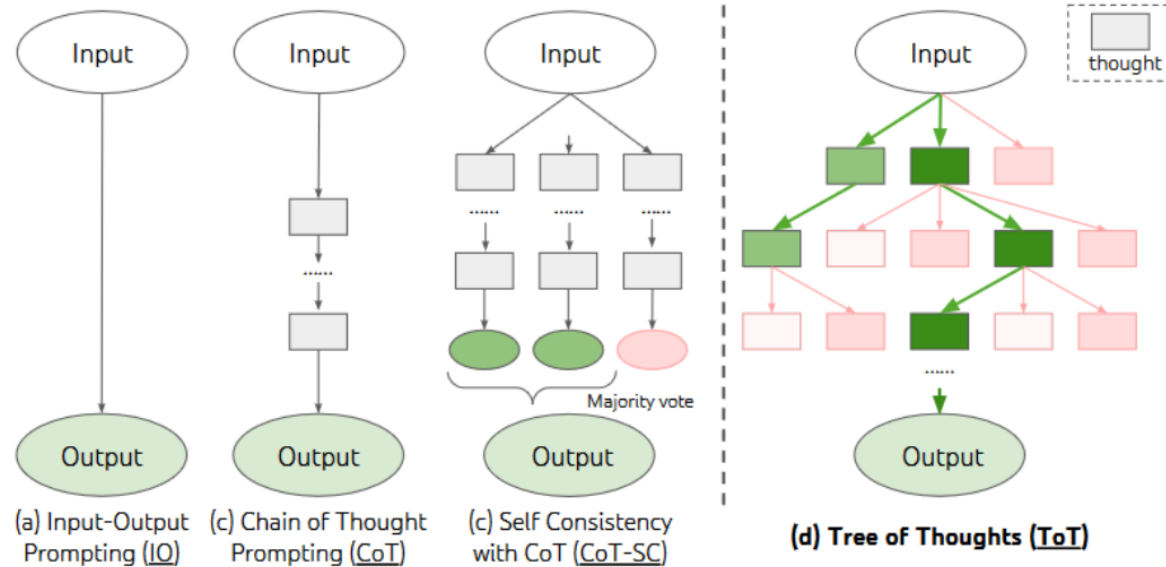 Input
Input
Input
Input
thought
......
......
......
......
......
Majority vote
Output
Output
Output
Output
(a) Input-Output
Prompting (IO)
(c) Chain of Thought
Prompting (CoT)
(c) Self Consistency
with CoT (CoT-SC)
(d) Tree of Thoughts (ToT)